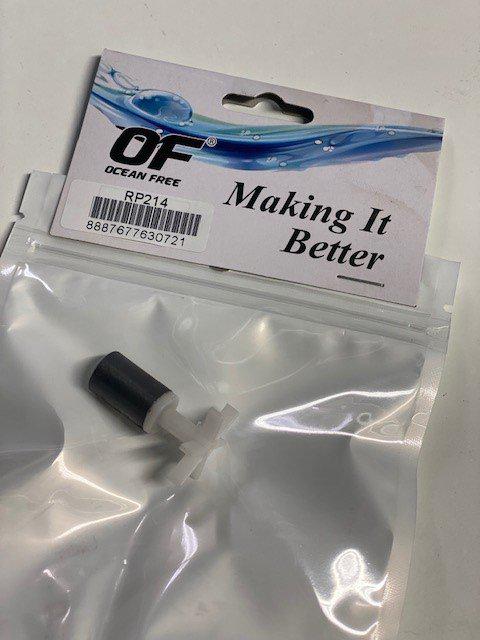 OF®
OCEAN FREE
RP214
8887677630721
Making It
Better